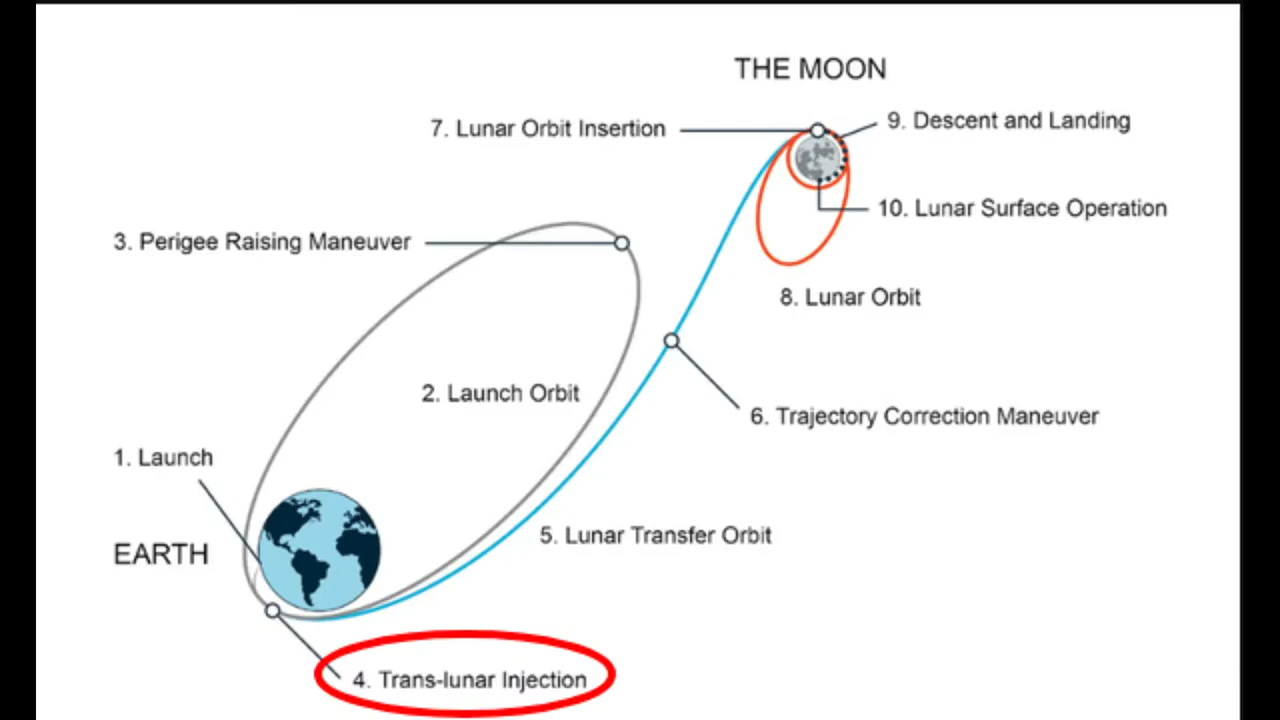 THE MOON
7. Lunar Orbit Insertion
9. Descent and Landing
10. Lunar Surface Operation
3. Perigee Raising Maneuver
8. Lunar Orbit
2. Launch Orbit
6. Trajectory Correction Maneuver
1. Launch
EARTH
5. Lunar Transfer Orbit
4. Trans-lunar Injection